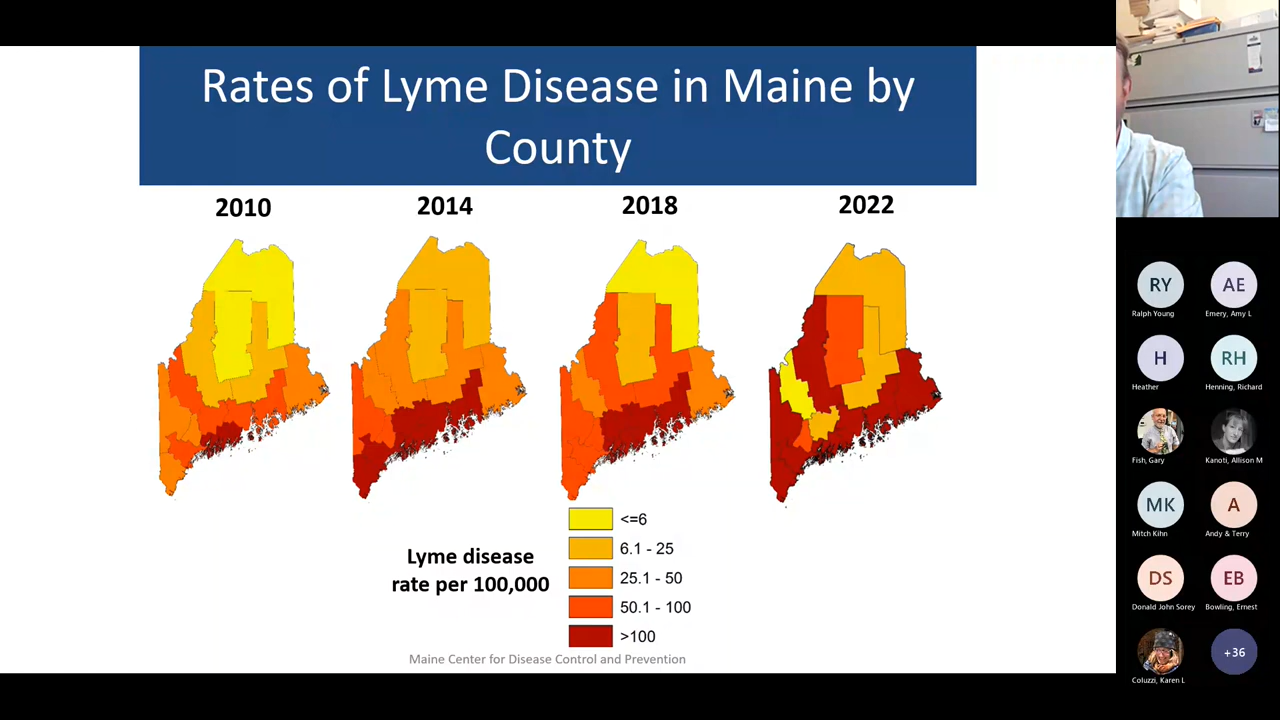 Rates of Lyme Disease in Maine by
County
2010
2014
2018
2022
Lyme disease
rate per 100,000
<=6
6.1 - 25
25.1 - 50
50.1 - 100
>100
Maine Center for Disease Control and Prevention
RY
Ralph Young
AE
Emery, Amy L
H
Heather
RH
Henning, Richard
Fish, Gary
Kanoti, Allison M
MK
Mitch Kihn
A
Andy & Terry
DS
Donald John Sorey
EB
Bowling, Ernest
Coluzzi, Karen L
+36